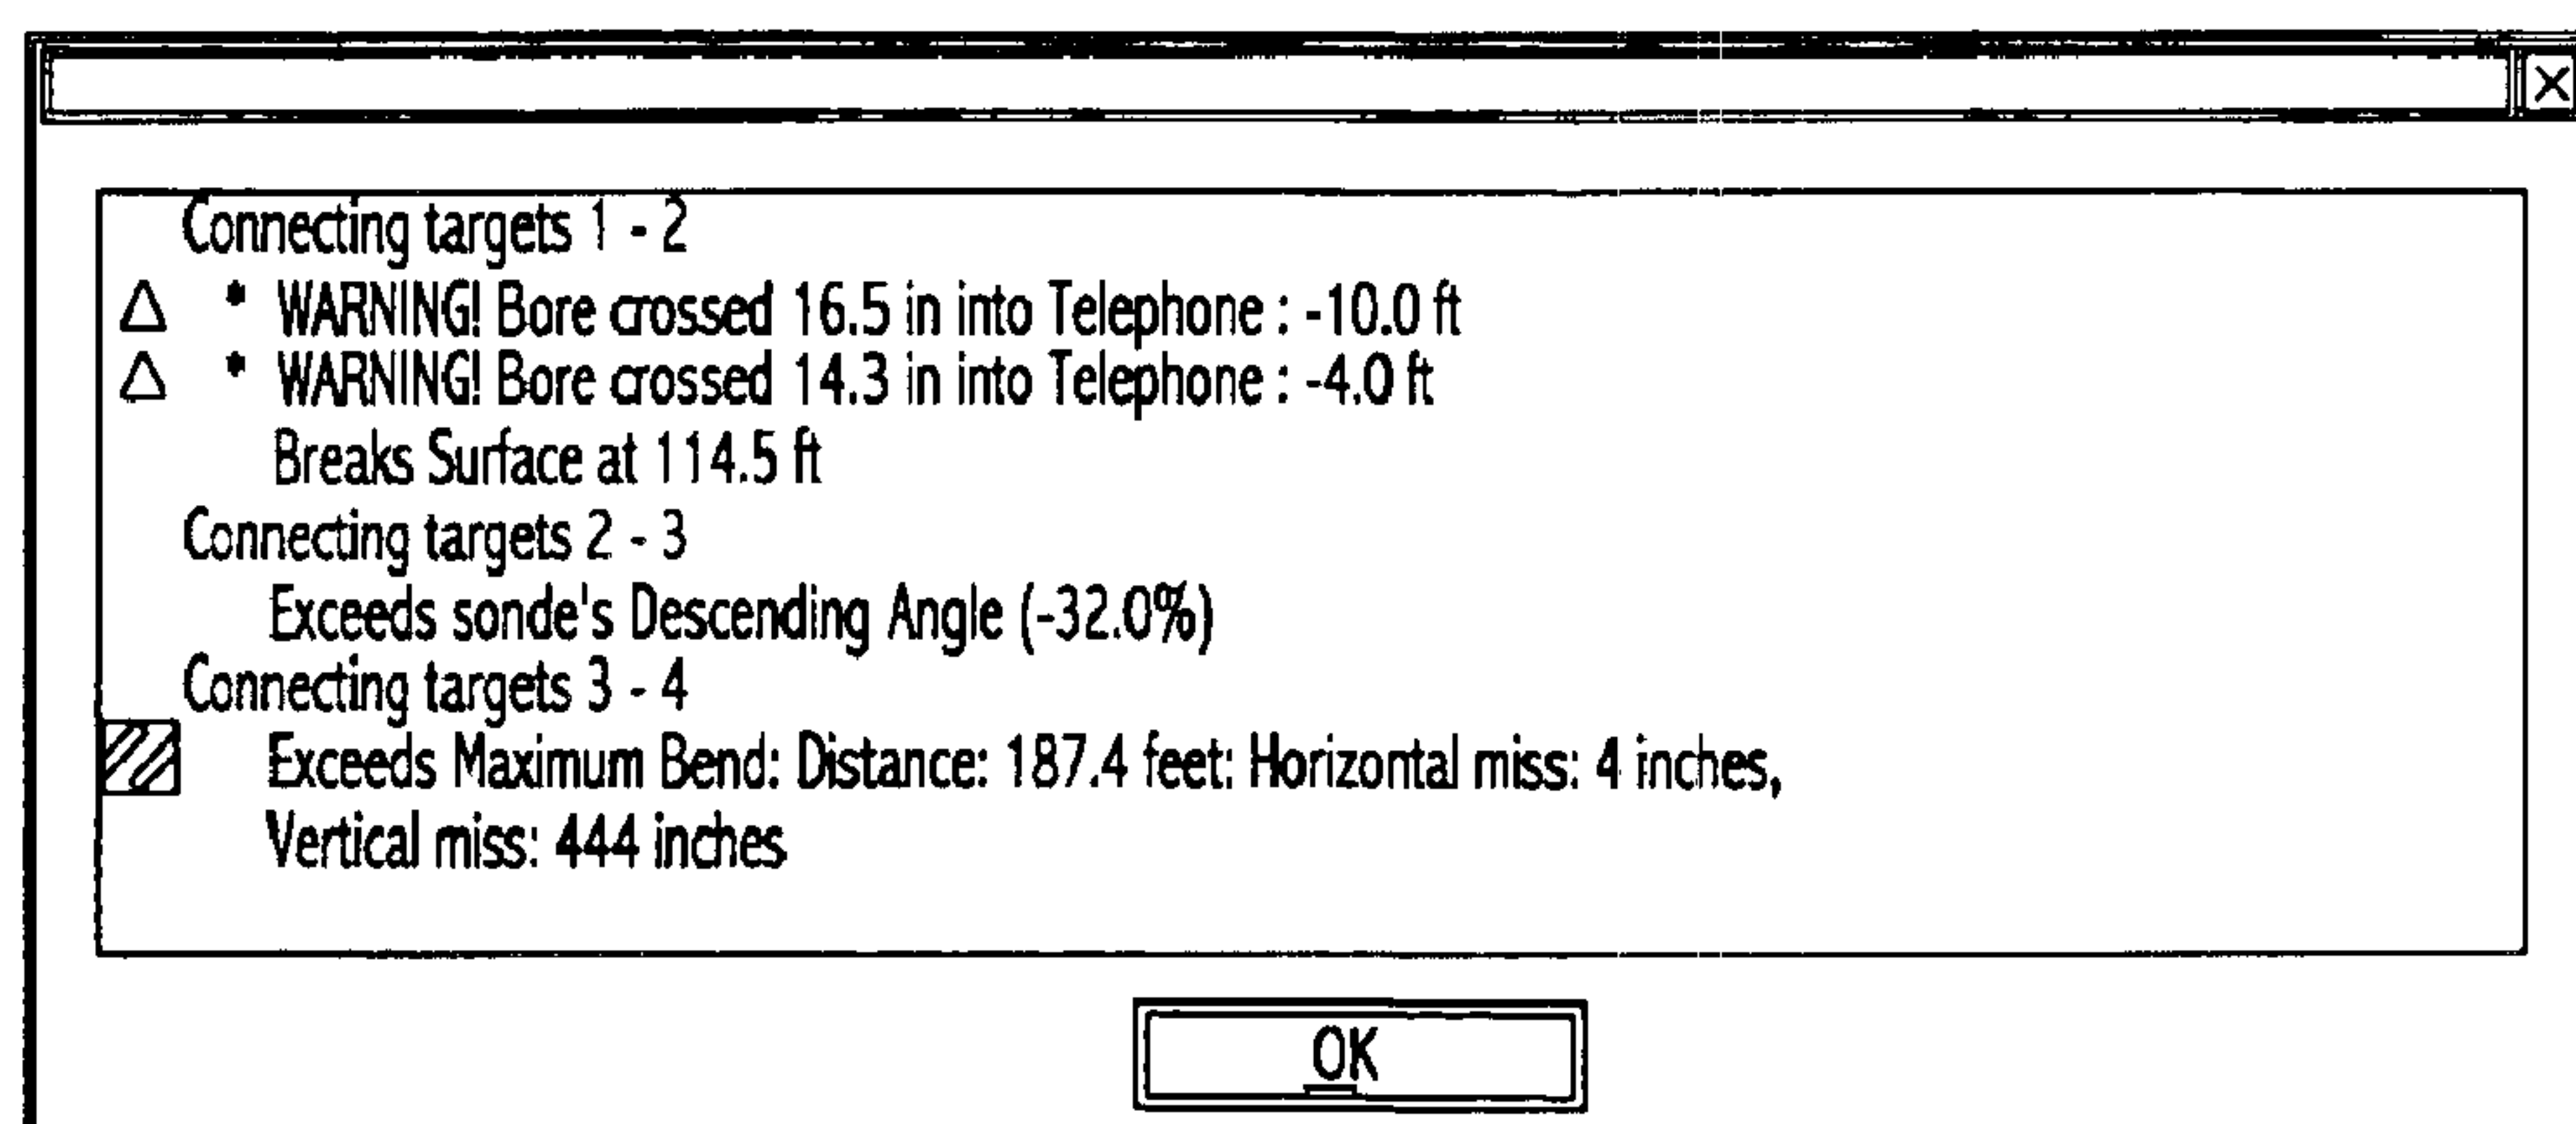 Connecting targets 1 - 2
* WARNING! Bore crossed 16.5 in into Telephone : -10.0 ft
* WARNING! Bore crossed 14.3 in into Telephone : -4.0 ft
Breaks Surface at 114.5 ft
Connecting targets 2 - 3
Exceeds sonde's Descending Angle (-32.0%)
Connecting targets 3 - 4
Exceeds Maximum Bend: Distance: 187.4 feet: Horizontal miss: 4 inches,
Vertical miss: 444 inches
OK